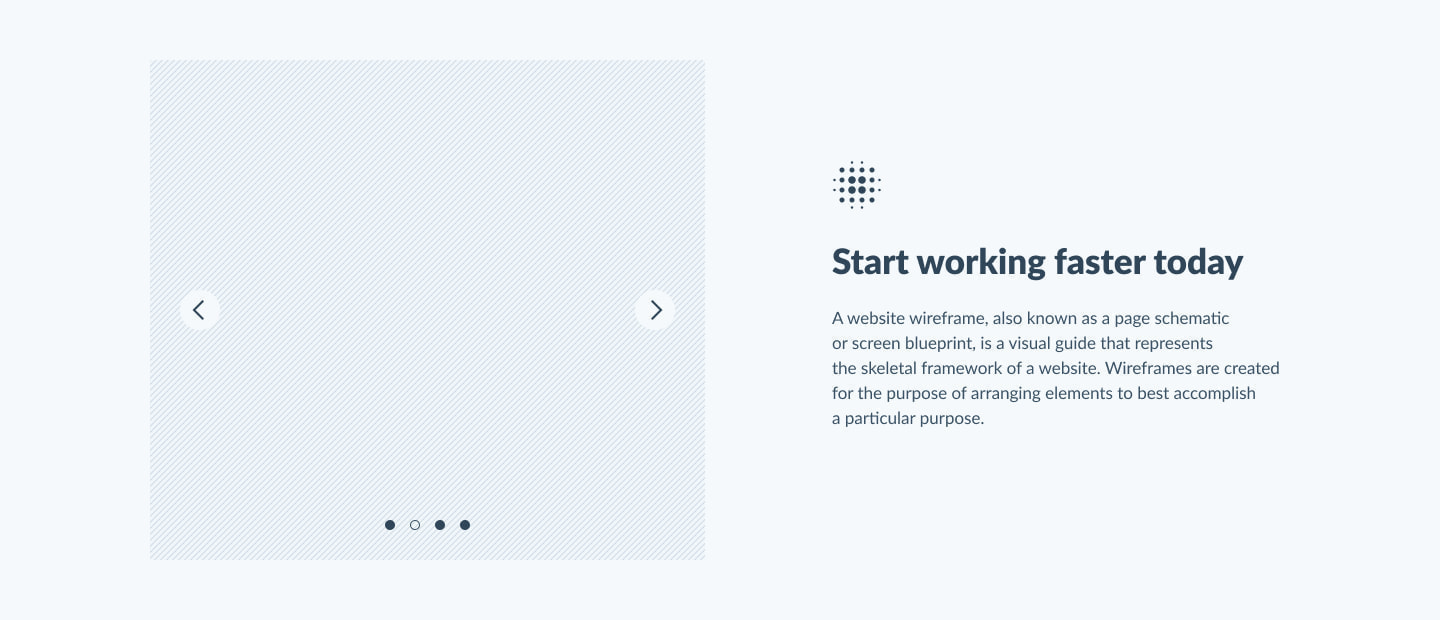 Start working faster today
A website wireframe, also known as a page schematic
or screen blueprint, is a visual guide that represents
the skeletal framework of a website. Wireframes are created
for the purpose of arranging elements to best accomplish
a particular purpose.